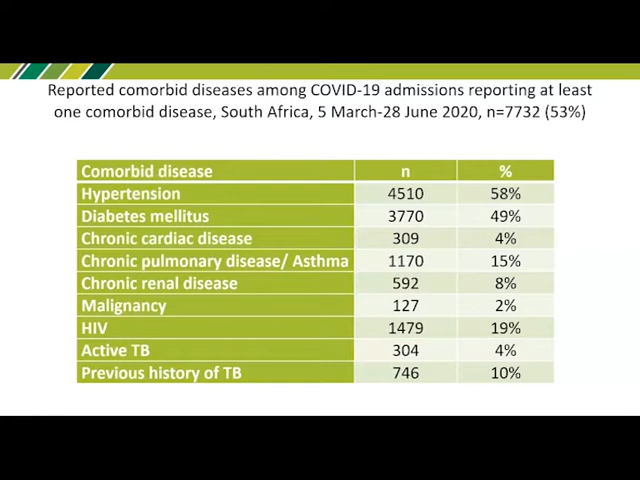 Reported comorbid diseases among COVID-19 admissions reporting at least
one comorbid disease, South Africa, 5 March-28 June 2020, n=7732 (53%)
Comorbid disease n %
Hypertension 4510 58%
Diabetes mellitus 3770 49%
Chronic cardiac disease 309 4%
Chronic pulmonary disease/ Asthma 1170 15%
Chronic renal disease 592 8%
Malignancy 127 2%
HIV 1479 19%
Active TB 304 4%
Previous history of TB 746 10%